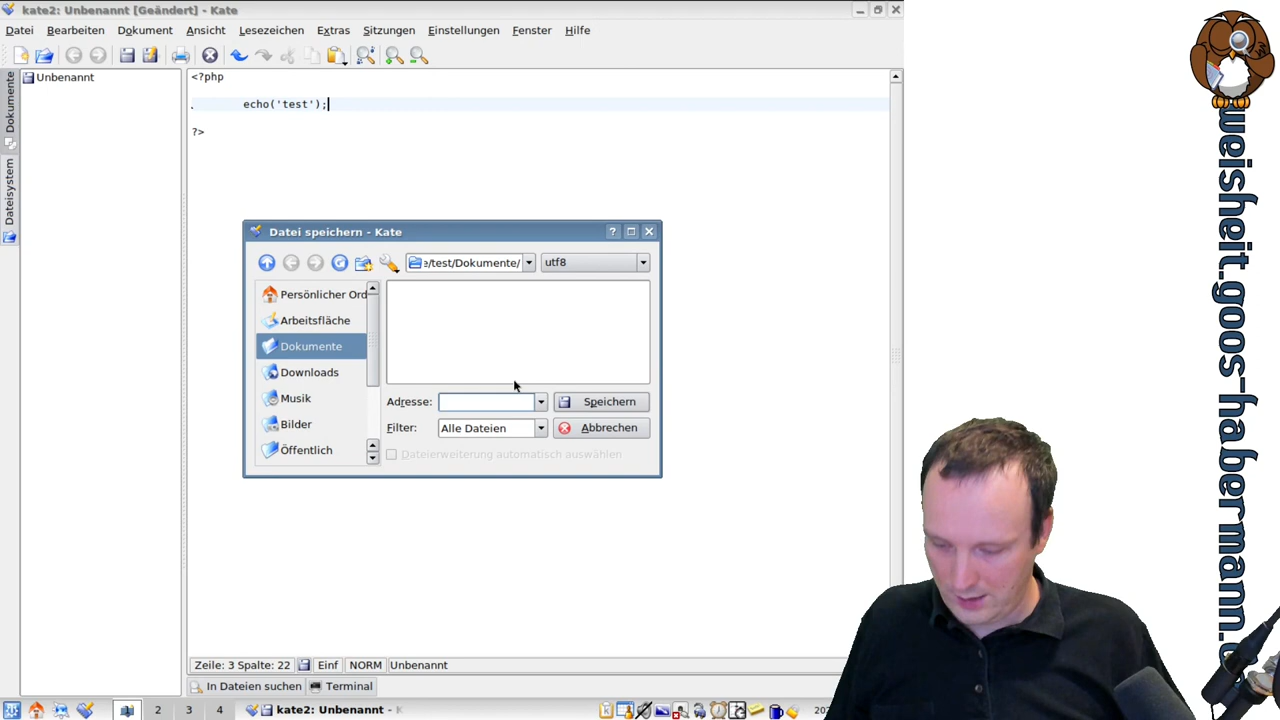 kate2: Unbenannt [Geändert] - Kate
Datei Bearbeiten Dokument Ansicht Lesezeichen Extras Sitzungen Einstellungen Fenster Hilfe
Dokumente
Dateisystem
Unbenannt
<?php
echo('test');
?>
Datei speichern - Kate
e/test/Dokumente/ utf8
Persönlicher Ord
Arbeitsfläche
Dokumente
Downloads
Musik
Bilder
Öffentlich
Adresse: Speichern
Filter: Alle Dateien Abbrechen
Dateierweiterung automatisch auswählen
Zeile: 3 Spalte: 22 Einf NORM Unbenannt
In Dateien suchen Terminal
2 3 4 kate2: Unbenannt -
weisheit.goos-habermann.